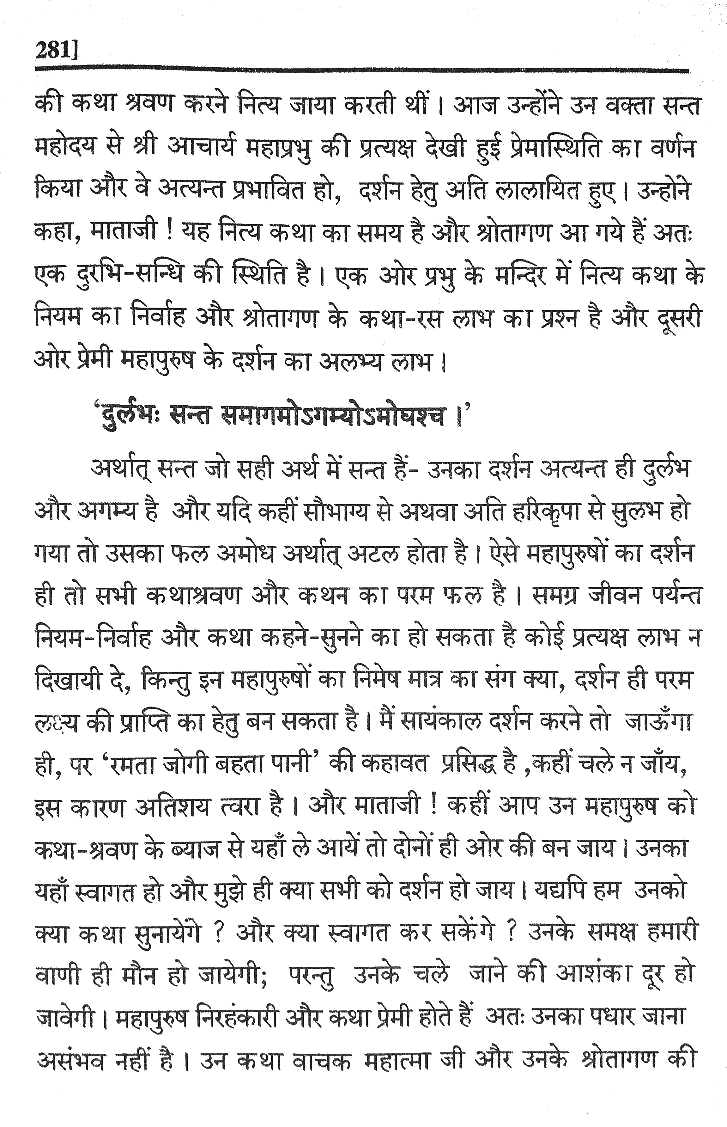 281]
की कथा श्रवण करने नित्य जाया करती थीं। आज उन्होंने उन वक्ता सन्त
महोदय से श्री आचार्य महाप्रभु की प्रत्यक्ष देखी हुई प्रेमास्थिति का वर्णन
किया और वे अत्यन्त प्रभावित हो, दर्शन हेतु अति लालायित हुए। उन्होंने
कहा, माताजी ! यह नित्य कथा का समय है और श्रोतागण आ गये हैं अतः
एक दुरभि-सन्धि की स्थिति है। एक ओर प्रभु के मन्दिर में नित्य कथा के
नियम का निर्वाह और श्रोतागण के कथा-रस लाभ का प्रश्न है और दूसरी
ओर प्रेमी महापुरुष के दर्शन का अलभ्य लाभ।
‘दुर्लभः सन्त समागमोऽगम्योऽमोघश्च।’
अर्थात् सन्त जो सही अर्थ में सन्त हैं- उनका दर्शन अत्यन्त ही दुर्लभ
और अगम्य है और यदि कहीं सौभाग्य से अथवा अति हरिकृपा से सुलभ हो
गया तो उसका फल अमोध अर्थात् अटल होता है। ऐसे महापुरुषों का दर्शन
ही तो सभी कथाश्रवण और कथन का परम फल है। समग्र जीवन पर्यन्त
नियम-निर्वाह और कथा कहने-सुनने का हो सकता है कोई प्रत्यक्ष लाभ न
दिखायी दे, किन्तु इन महापुरुषों का निमेष मात्र का संग क्या, दर्शन ही परम
लक्ष्य की प्राप्ति का हेतु बन सकता है। मैं सायंकाल दर्शन करने तो जाऊँगा
ही, पर ‘रमता जोगी बहता पानी’ की कहावत प्रसिद्ध है ,कहीं चले न जाँय,
इस कारण अतिशय त्वरा है। और माताजी ! कहीं आप उन महापुरुष को
कथा-श्रवण के ब्याज से यहाँ ले आयें तो दोनों ही ओर की बन जाय। उनका
यहाँ स्वागत हो और मुझे ही क्या सभी को दर्शन हो जाय। यद्यपि हम उनको
क्या कथा सुनायेंगे ? और क्या स्वागत कर सकेंगे ? उनके समक्ष हमारी
वाणी ही मौन हो जायेगी; परन्तु उनके चले जाने की आशंका दूर हो
जावेगी। महापुरुष निरहंकारी और कथा प्रेमी होते हैं अतः उनका पधार जाना
असंभव नहीं है। उन कथा वाचक महात्मा जी और उनके श्रोतागण की